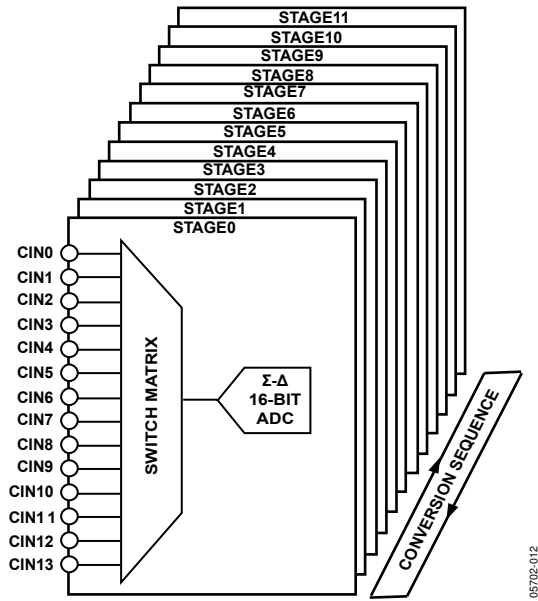 STAGE11
STAGE10
STAGE9
STAGE8
STAGE7
STAGE6
STAGE5
STAGE4
STAGE3
STAGE2
STAGE1
STAGE0
CIN0
CIN1
CIN2
CIN3
CIN4
CIN5
CIN6
CIN7
CIN8
CIN9
CIN10
CIN11
CIN12
CIN13
SWITCH MATRIX
Σ-Δ
16-BIT
ADC
CONVERSION SEQUENCE
05702-012